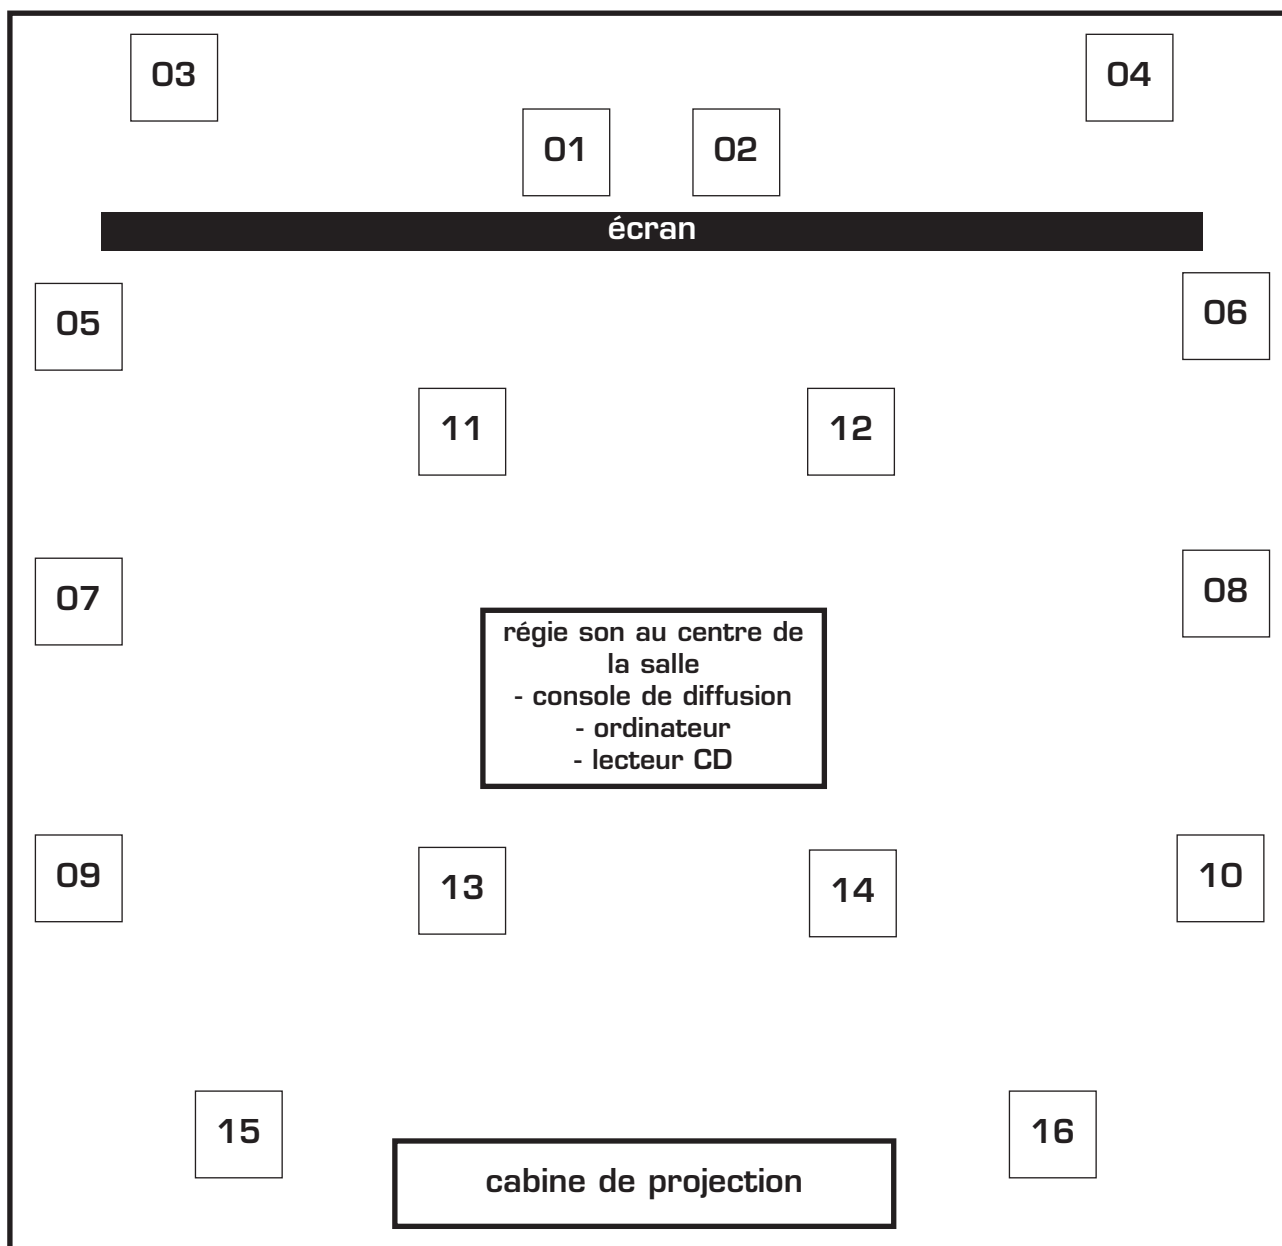 03
04
01
02
écran
05
06
11
12
07
08
régie son au centre de
la salle
- console de diffusion
- ordinateur
- lecteur CD
09
13
14
10
15
16
cabine de projection